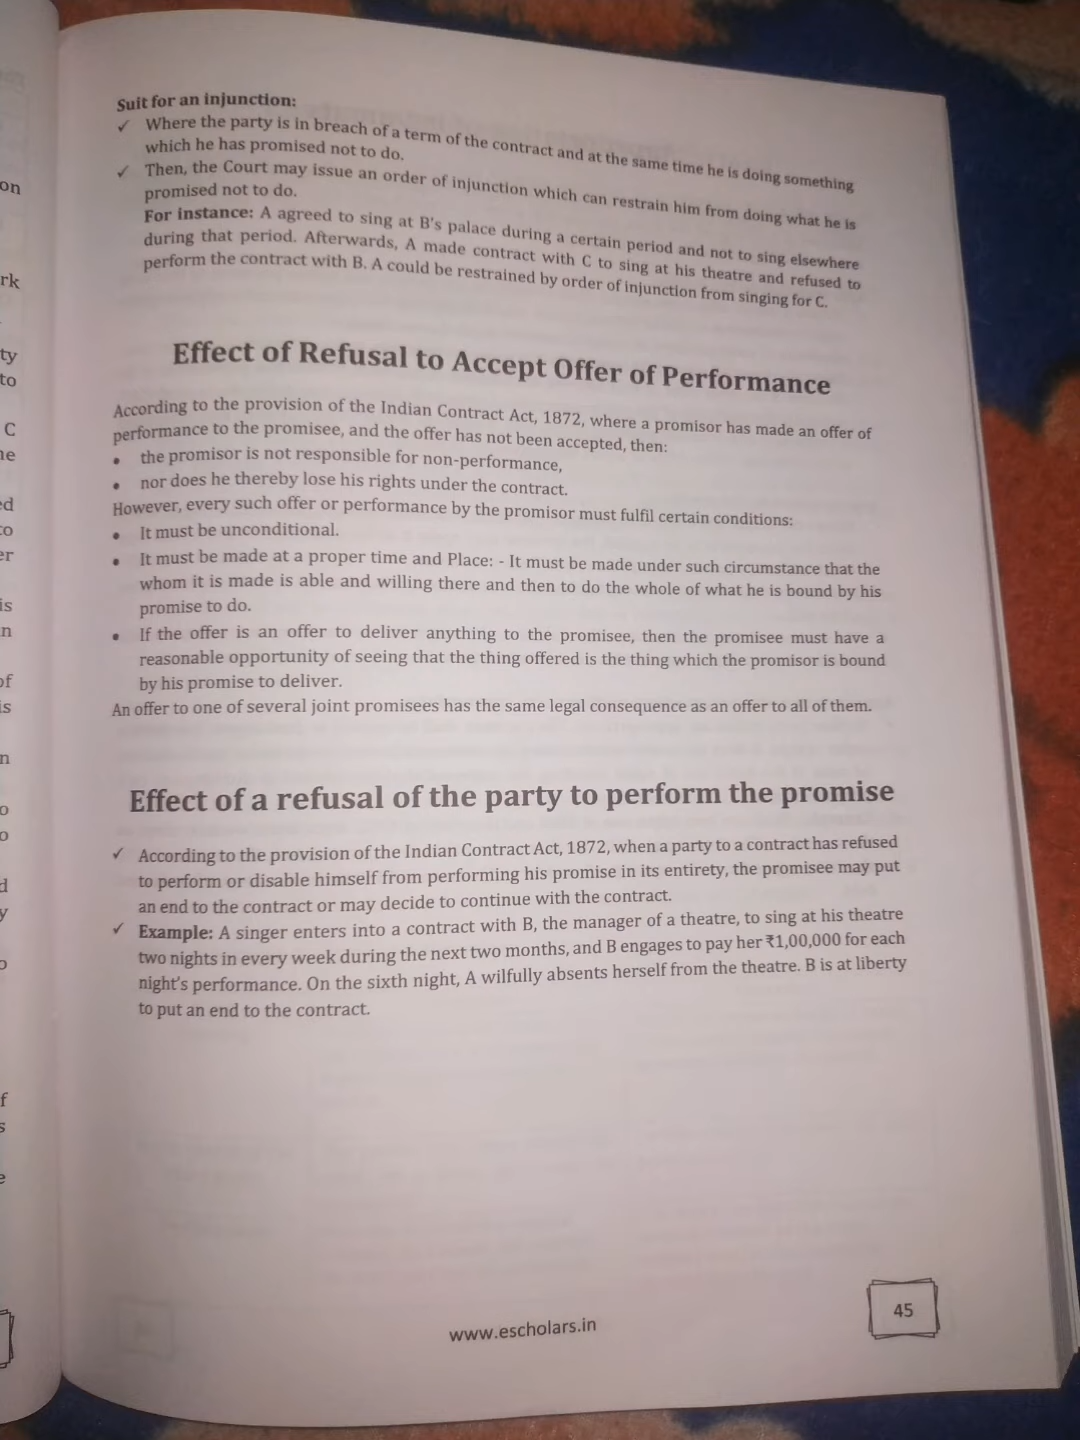 Suit for an injunction:
✓ Where the party is in breach of a term of the contract and at the same time he is doing something
which he has promised not to do.
✓ Then, the Court may issue an order of injunction which can restrain him from doing what he is
promised not to do.
For instance: A agreed to sing at B's palace during a certain period and not to sing elsewhere
during that period. Afterwards, A made contract with C to sing at his theatre and refused to
perform the contract with B. A could be restrained by order of injunction from singing for C.
Effect of Refusal to Accept Offer of Performance
According to the provision of the Indian Contract Act, 1872, where a promisor has made an offer of
performance to the promisee, and the offer has not been accepted, then:
• the promisor is not responsible for non-performance,
• nor does he thereby lose his rights under the contract.
However, every such offer or performance by the promisor must fulfil certain conditions:
• It must be unconditional.
• It must be made at a proper time and Place: - It must be made under such circumstance that the
whom it is made is able and willing there and then to do the whole of what he is bound by his
promise to do.
• If the offer is an offer to deliver anything to the promisee, then the promisee must have a
reasonable opportunity of seeing that the thing offered is the thing which the promisor is bound
by his promise to deliver.
An offer to one of several joint promisees has the same legal consequence as an offer to all of them.
Effect of a refusal of the party to perform the promise
✓ According to the provision of the Indian Contract Act, 1872, when a party to a contract has refused
to perform or disable himself from performing his promise in its entirety, the promisee may put
an end to the contract or may decide to continue with the contract.
✓ Example: A singer enters into a contract with B, the manager of a theatre, to sing at his theatre
two nights in every week during the next two months, and B engages to pay her ₹1,00,000 for each
night's performance. On the sixth night, A wilfully absents herself from the theatre. B is at liberty
to put an end to the contract.
www.escholars.in
45